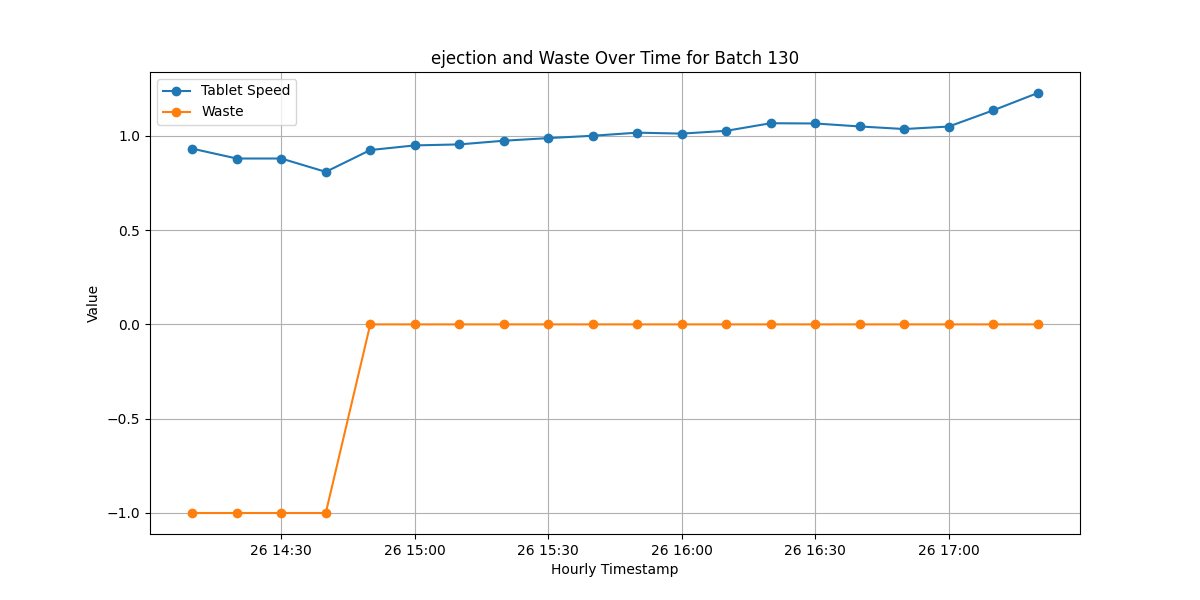 ejection and Waste Over Time for Batch 130
Tablet Speed
Waste
1.0
0.5
0.0
−0.5
−1.0
Value
26 14:30
26 15:00
26 15:30
26 16:00
26 16:30
26 17:00
Hourly Timestamp